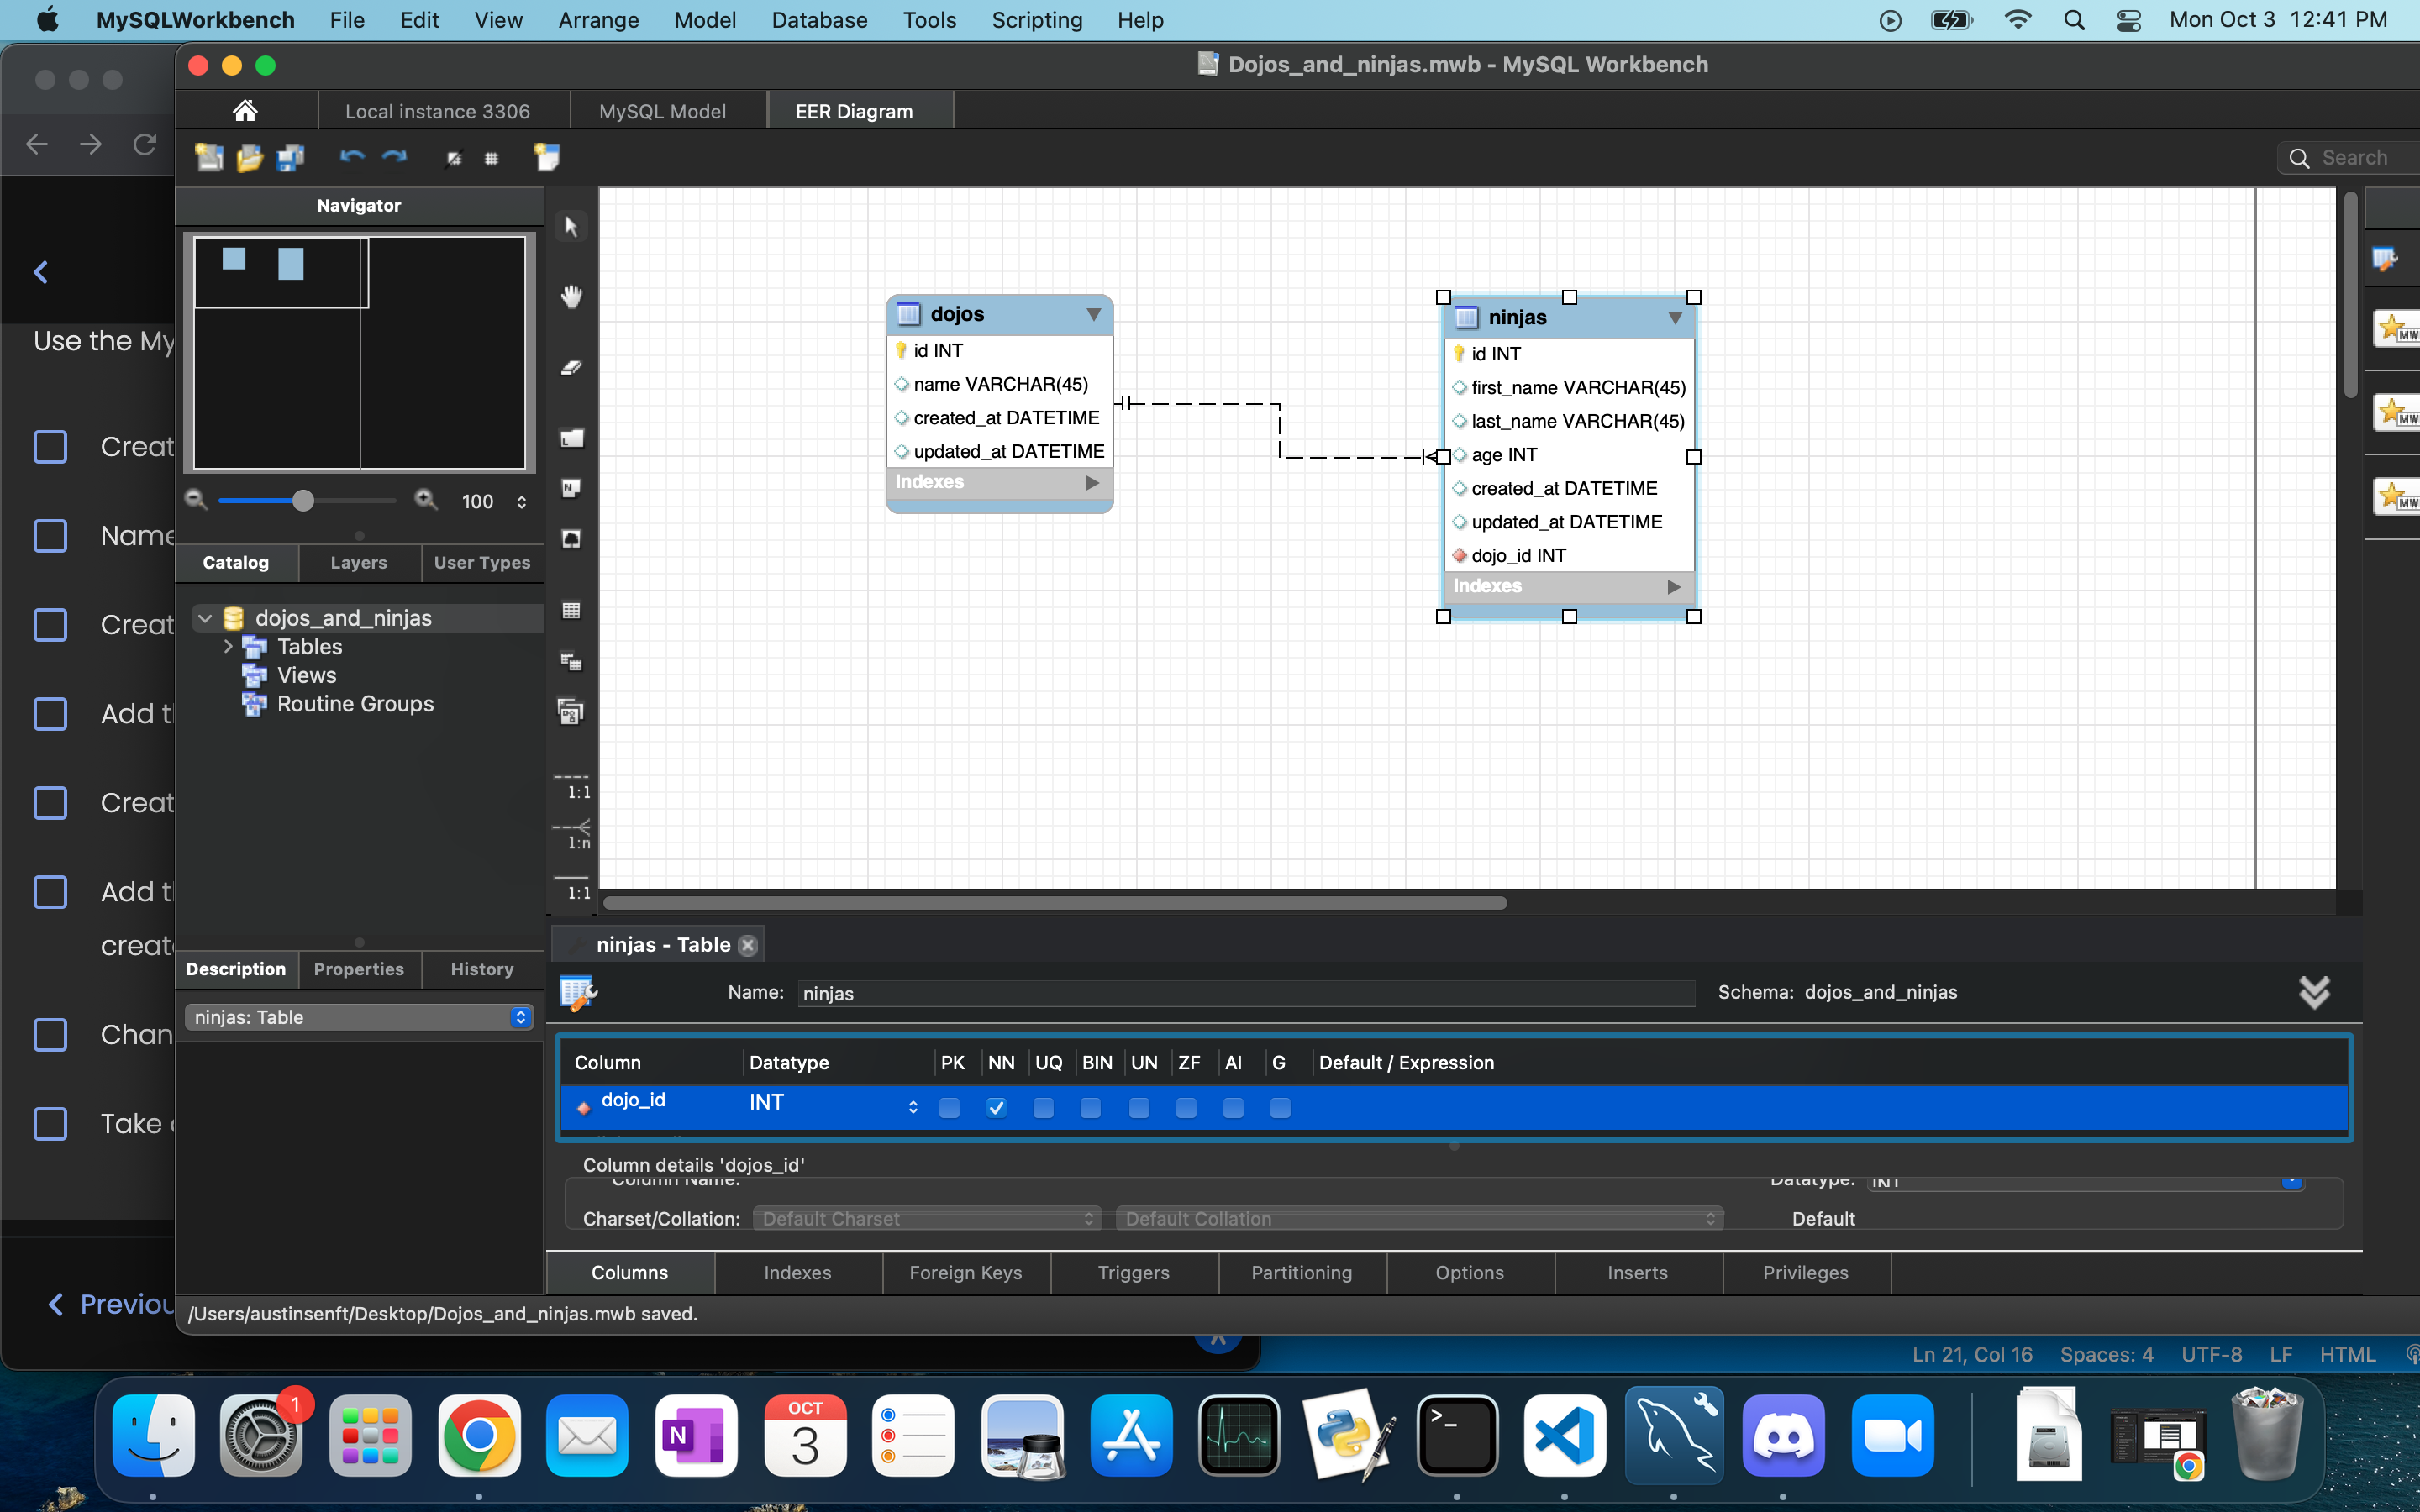 MySQLWorkbench File Edit View Arrange Model Database Tools Scripting Help Mon Oct 3 12:41 PM
Dojos_and_ninjas.mwb - MySQL Workbench
Local instance 3306 MySQL Model EER Diagram
Search
Navigator
100
Catalog Layers User Types
dojos_and_ninjas
Tables
Views
Routine Groups
Description Properties History
ninjas: Table
Use the My
Creat
Name
Creat
Add t
Creat
Add t
creat
Chan
Take
Previou
dojos
id INT
name VARCHAR(45)
created_at DATETIME
updated_at DATETIME
Indexes
ninjas
id INT
first_name VARCHAR(45)
last_name VARCHAR(45)
age INT
created_at DATETIME
updated_at DATETIME
dojo_id INT
Indexes
1:1
1:n
1:1
MW
MW
MW
ninjas - Table
Name: ninjas Schema: dojos_and_ninjas
Column Datatype PK NN UQ BIN UN ZF AI G Default / Expression
dojo_id INT
Column details 'dojos_id'
Column Name: Datatype: INT
Charset/Collation: Default Charset Default Collation Default
Columns Indexes Foreign Keys Triggers Partitioning Options Inserts Privileges
/Users/austinsenft/Desktop/Dojos_and_ninjas.mwb saved.
Ln 21, Col 16 Spaces: 4 UTF-8 LF HTML
1
N
OCT
3
>_